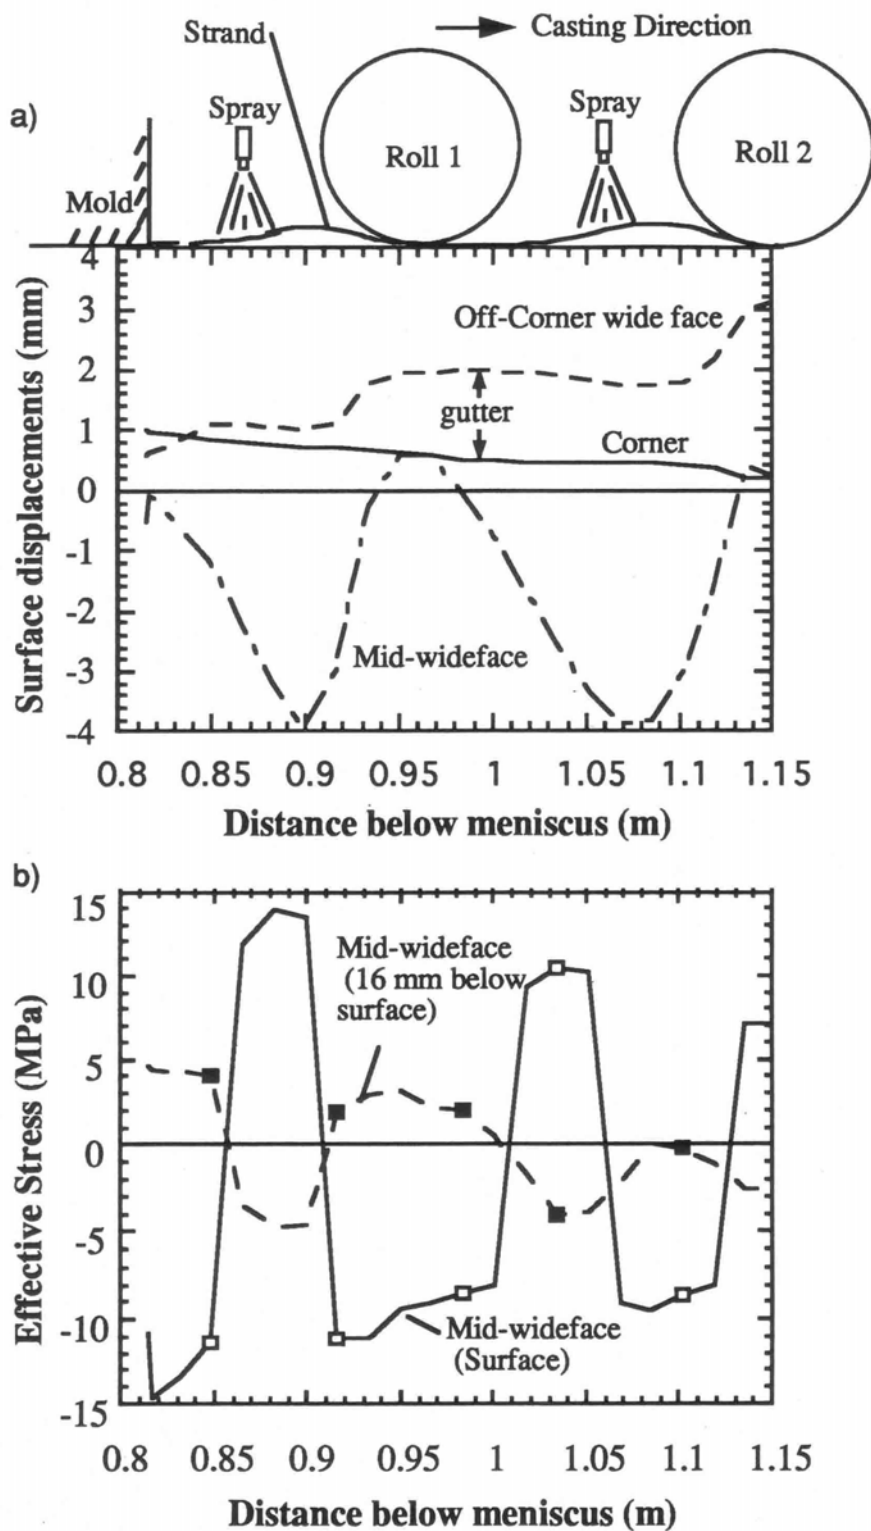 Casting Direction
Strand
a)
Spray
Spray
Roll 1
Roll 2
Mold
4
3
2
1
0
-1
-2
-3
-4
Surface displacements (mm)
Off-Corner wide face
gutter
Corner
Mid-wideface
0.8 0.85 0.9 0.95 1 1.05 1.1 1.15
Distance below meniscus (m)
b)
15
10
5
0
-5
-10
-15
Effective Stress (MPa)
Mid-wideface
(16 mm below
surface)
Mid-wideface
(Surface)
0.8 0.85 0.9 0.95 1 1.05 1.1 1.15
Distance below meniscus (m)